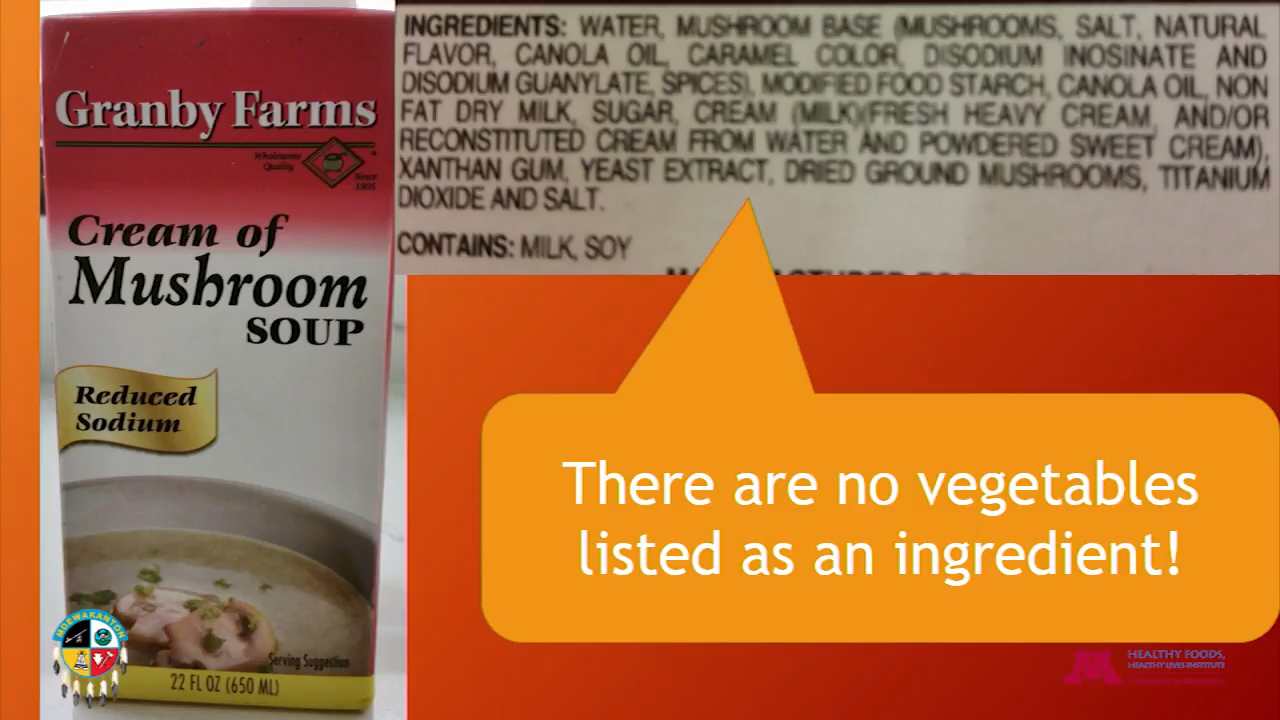 Granby Farms
Wholesome
Quality
Since
1905
Cream of
Mushroom
SOUP
Reduced
Sodium
Serving Suggestion
22 FL OZ (650 ML)
MDEWAKANTON
INGREDIENTS: WATER, MUSHROOM BASE (MUSHROOMS, SALT, NATURAL
FLAVOR, CANOLA OIL, CARAMEL COLOR, DISODIUM INOSINATE AND
DISODIUM GUANYLATE, SPICES), MODIFIED FOOD STARCH, CANOLA OIL, NON
FAT DRY MILK, SUGAR, CREAM (MILK)(FRESH HEAVY CREAM, AND/OR
RECONSTITUTED CREAM FROM WATER AND POWDERED SWEET CREAM),
XANTHAN GUM, YEAST EXTRACT, DRIED GROUND MUSHROOMS, TITANIUM
DIOXIDE AND SALT.
CONTAINS: MILK, SOY
There are no vegetables
listed as an ingredient!
HEALTHY FOODS,
HEALTHY LIVES INSTITUTE